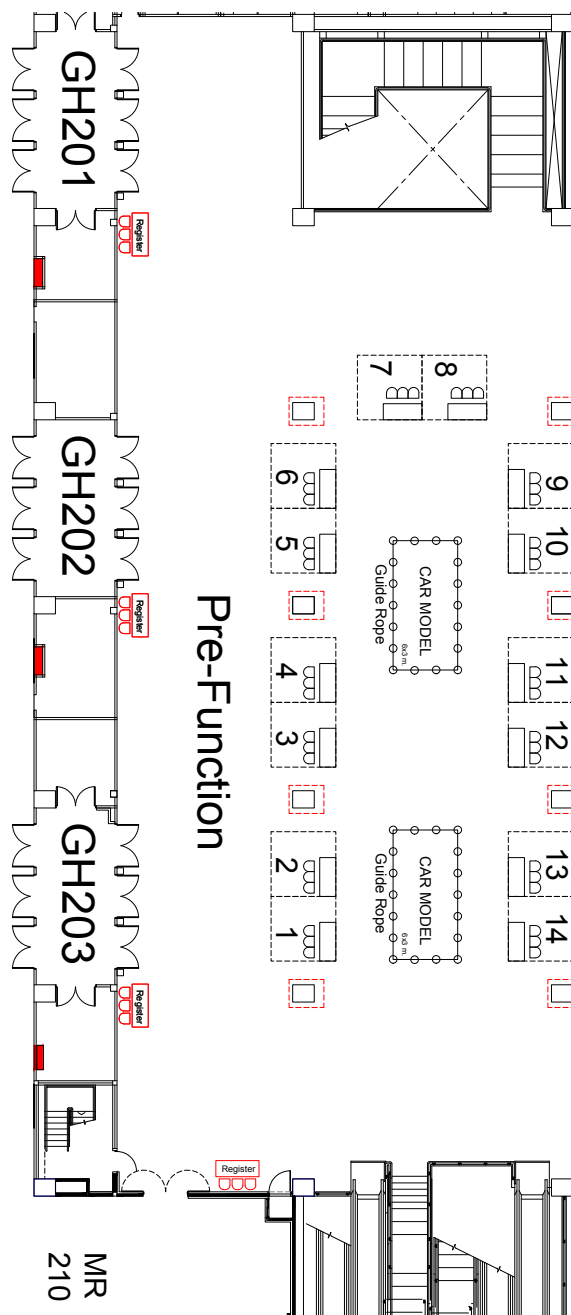 GH201
Register
7
8
6
9
GH202
5
10
CAR MODEL
6x3 m.
Guide Rope
Register
Pre-Function
4
11
3
12
GH203
2
13
CAR MODEL
6x3 m.
Guide Rope
1
14
Register
Register
MR
210